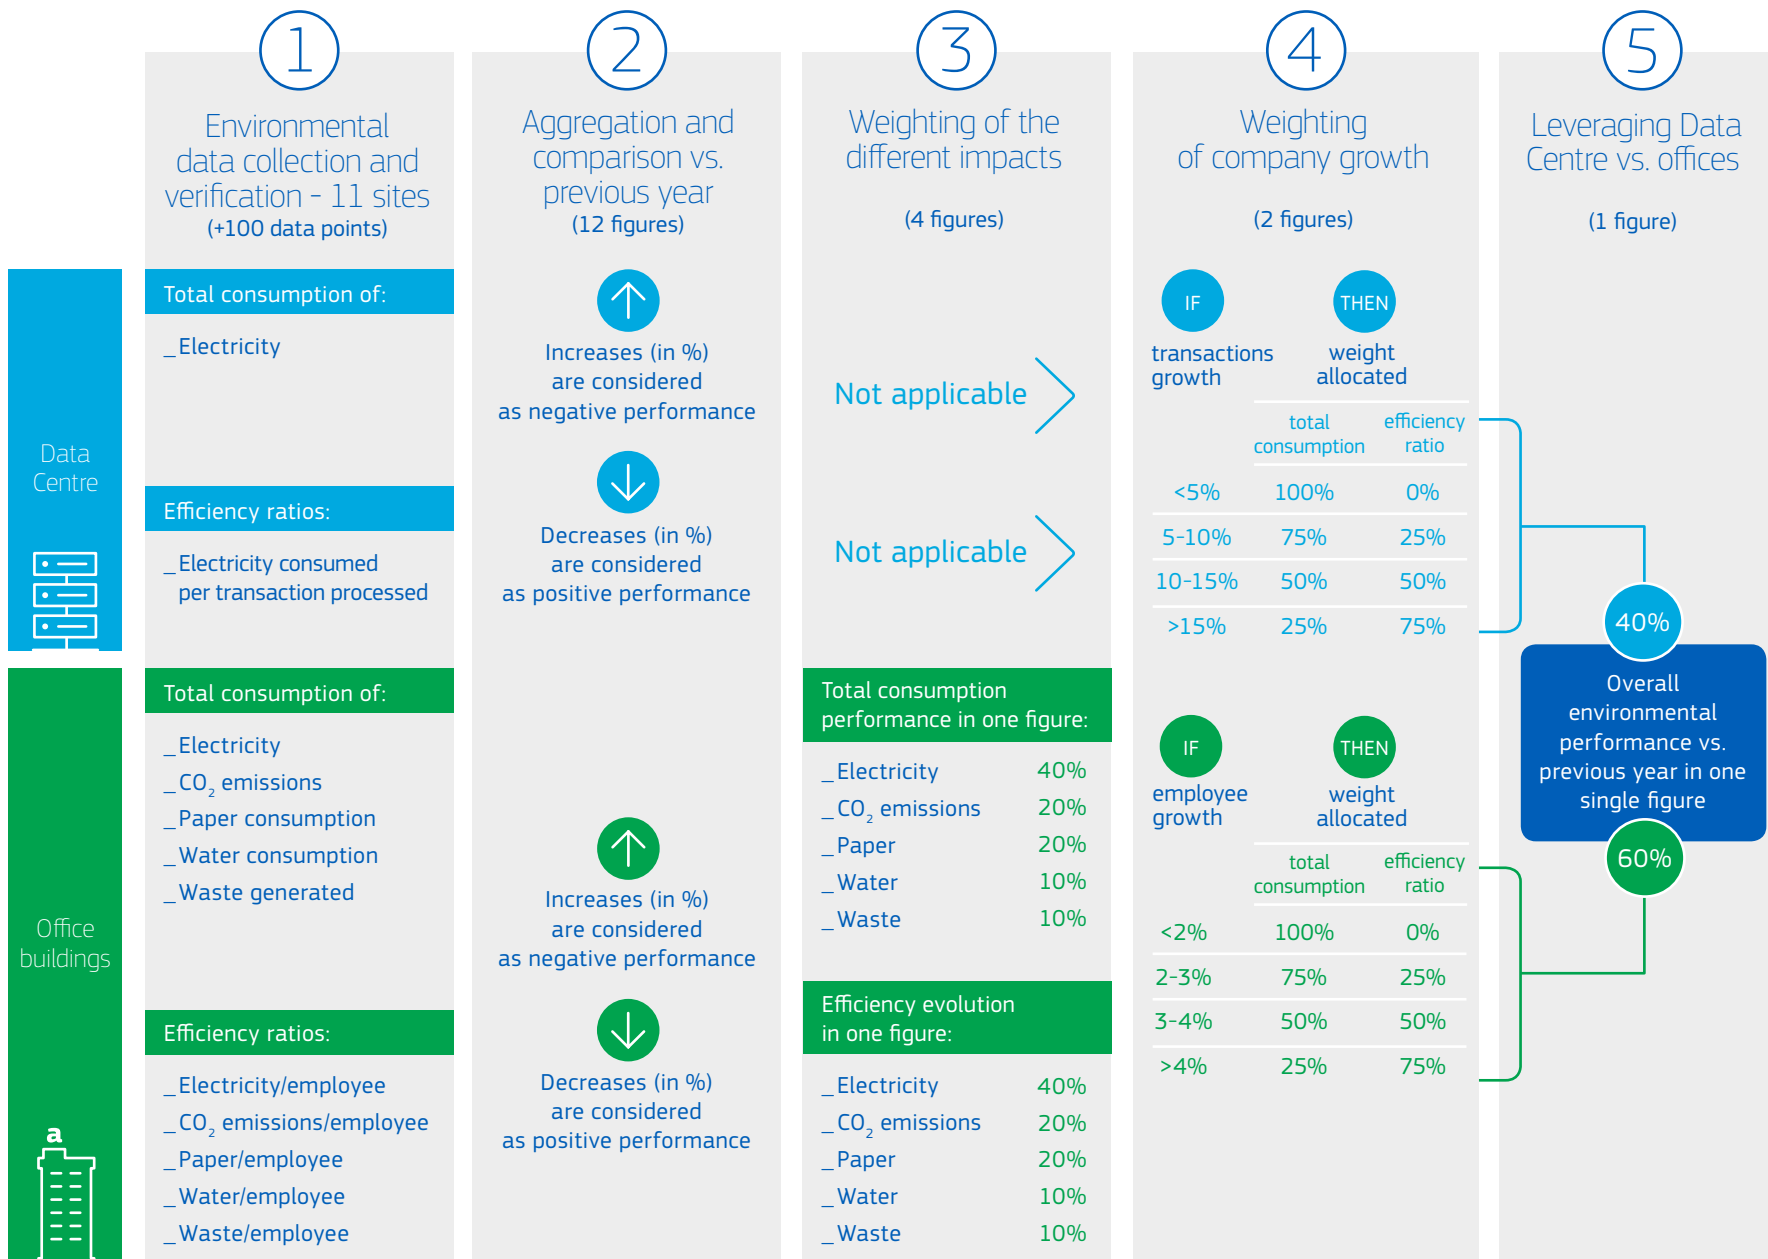 1
Environmental
data collection and
verification - 11 sites
(+100 data points)
2
Aggregation and
comparison vs.
previous year
(12 figures)
3
Weighting of the
different impacts
(4 figures)
4
Weighting
of company growth
(2 figures)
5
Leveraging Data
Centre vs. offices
(1 figure)
Data
Centre
Total consumption of:
_Electricity
Efficiency ratios:
_Electricity consumed
per transaction processed
Increases (in %)
are considered
as negative performance
Decreases (in %)
are considered
as positive performance
Not applicable
Not applicable
IF THEN
transactions weight
growth allocated
total efficiency
consumption ratio
<5% 100% 0%
5-10% 75% 25%
10-15% 50% 50%
>15% 25% 75%
40%
Overall
environmental
performance vs.
previous year in one
single figure
60%
Office
buildings
a
Total consumption of:
_Electricity
_CO2 emissions
_Paper consumption
_Water consumption
_Waste generated
Efficiency ratios:
_Electricity/employee
_CO2 emissions/employee
_Paper/employee
_Water/employee
_Waste/employee
Increases (in %)
are considered
as negative performance
Decreases (in %)
are considered
as positive performance
Total consumption
performance in one figure:
_Electricity 40%
_CO2 emissions 20%
_Paper 20%
_Water 10%
_Waste 10%
Efficiency evolution
in one figure:
_Electricity 40%
_CO2 emissions 20%
_Paper 20%
_Water 10%
_Waste 10%
IF THEN
employee weight
growth allocated
total efficiency
consumption ratio
<2% 100% 0%
2-3% 75% 25%
3-4% 50% 50%
>4% 25% 75%